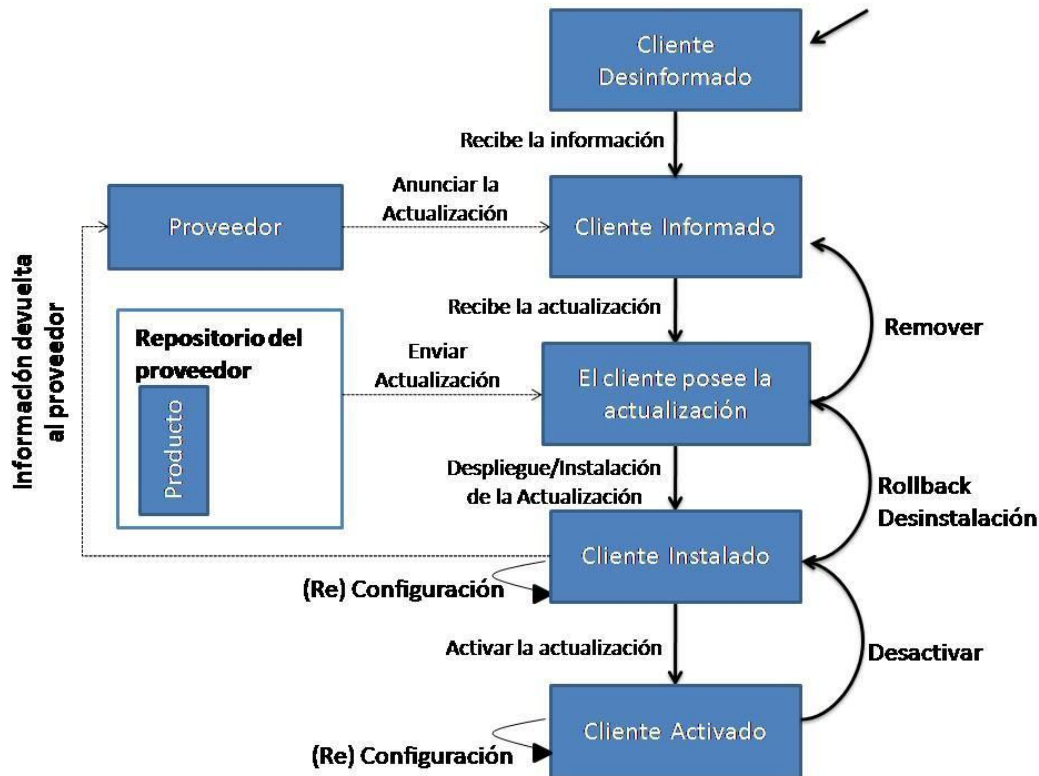 Cliente
Desinformado
Recibe la información
Anunciar la
Actualización
Proveedor
Cliente Informado
Información devuelta
al proveedor
Recibe la actualización
Remover
Repositorio del
proveedor
Producto
Enviar
Actualización
El cliente posee la
actualización
Despliegue/Instalación
de la Actualización
Rollback
Desinstalación
Cliente Instalado
(Re) Configuración
Activar la actualización
Desactivar
Cliente Activado
(Re) Configuración